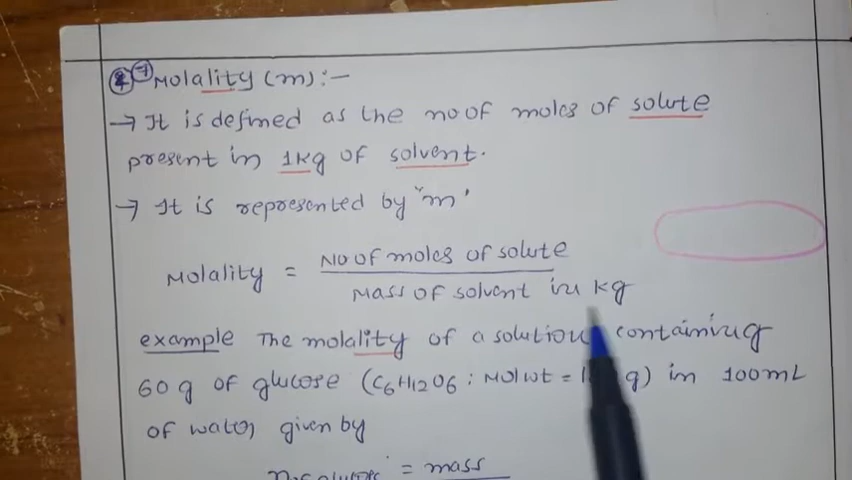 ④ → Molality (m) :-
→ It is defined as the no of moles of solute
present in 1kg of solvent.
→ It is represented by "m'
Molality = No of moles of solute
Mass of solvent in kg
example The molality of a solution containing
60 g of glucose (C6H12O6 : Molwt = g) in 100mL
of water, given by
= mass